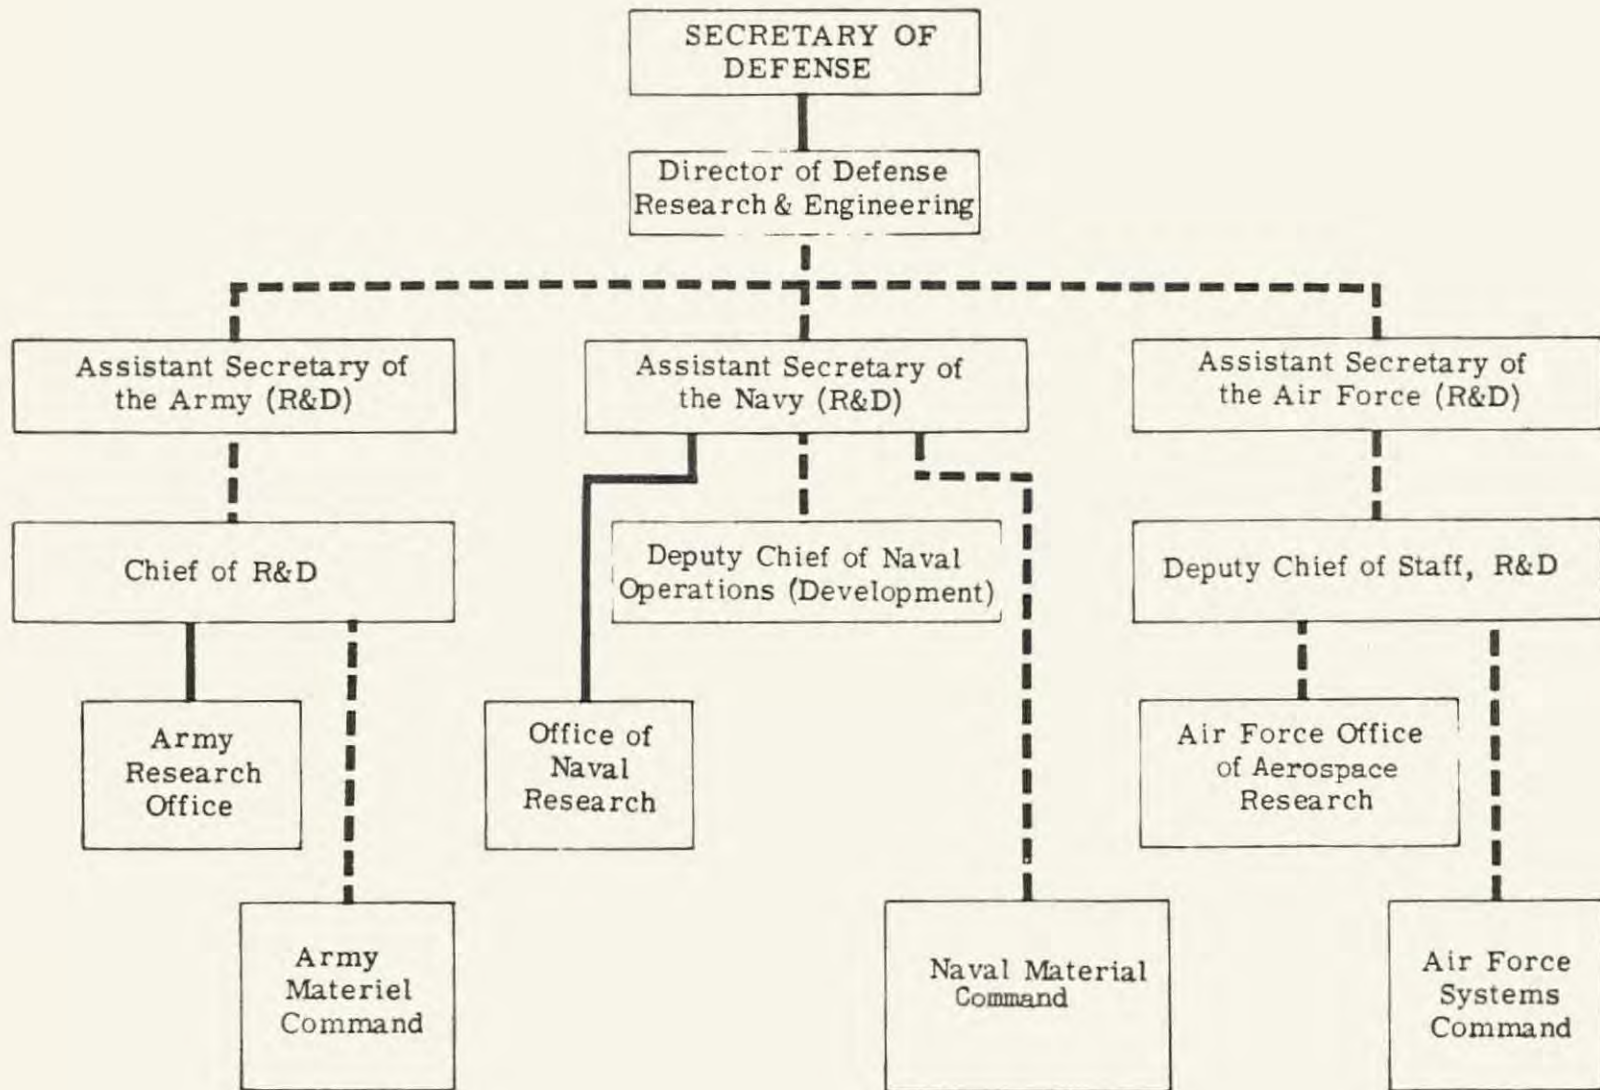 SECRETARY OF
DEFENSE
Director of Defense
Research & Engineering
Assistant Secretary of
the Army (R&D)
Assistant Secretary of
the Navy (R&D)
Assistant Secretary of
the Air Force (R&D)
Chief of R&D
Deputy Chief of Naval
Operations (Development)
Deputy Chief of Staff, R&D
Army
Research
Office
Office of
Naval
Research
Air Force Office
of Aerospace
Research
Army
Materiel
Command
Naval Material
Command
Air Force
Systems
Command